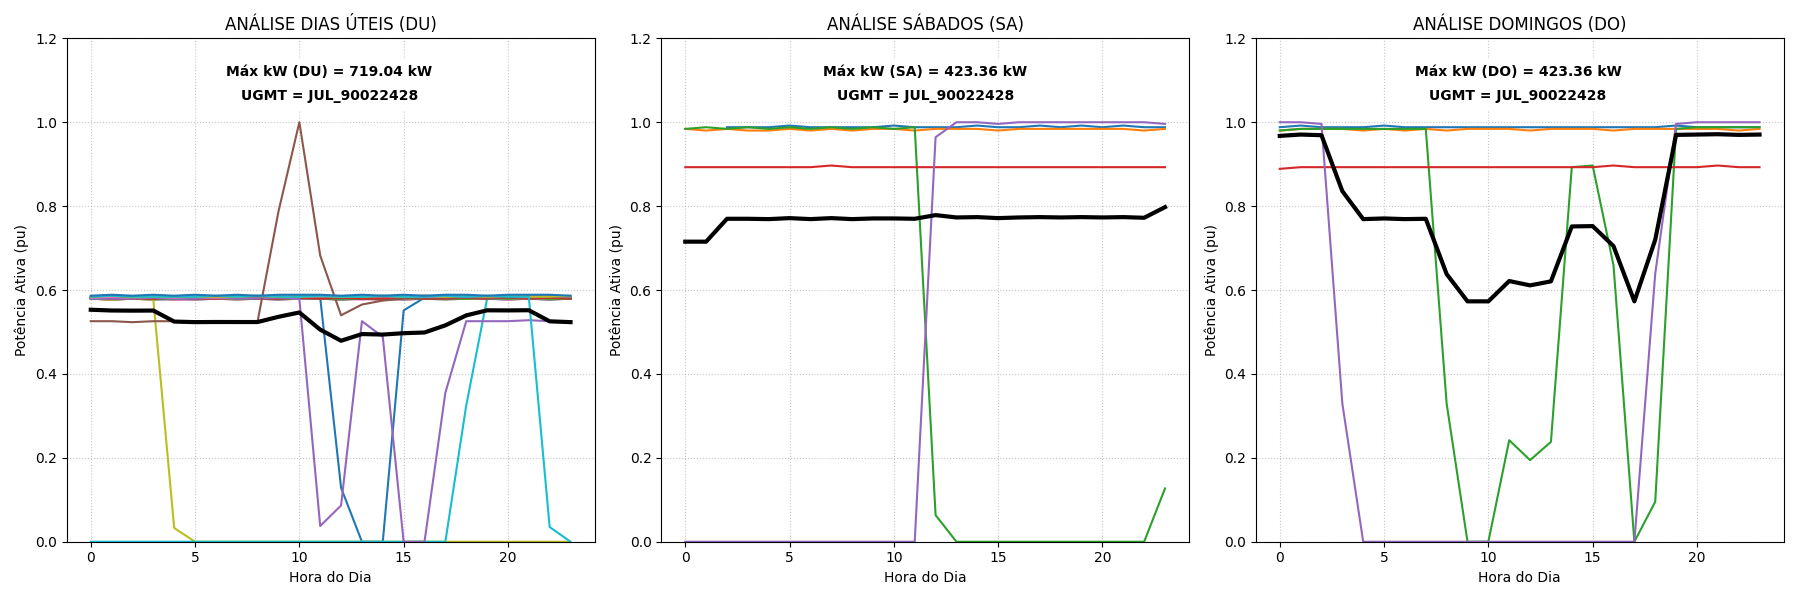 ANÁLISE DIAS ÚTEIS (DU)
Máx kW (DU) = 719.04 kW
UGMT = JUL_90022428
Potência Ativa (pu)
1.2
1.0
0.8
0.6
0.4
0.2
0.0
0 5 10 15 20
Hora do Dia
ANÁLISE SÁBADOS (SA)
Máx kW (SA) = 423.36 kW
UGMT = JUL_90022428
Potência Ativa (pu)
1.2
1.0
0.8
0.6
0.4
0.2
0.0
0 5 10 15 20
Hora do Dia
ANÁLISE DOMINGOS (DO)
Máx kW (DO) = 423.36 kW
UGMT = JUL_90022428
Potência Ativa (pu)
1.2
1.0
0.8
0.6
0.4
0.2
0.0
0 5 10 15 20
Hora do Dia